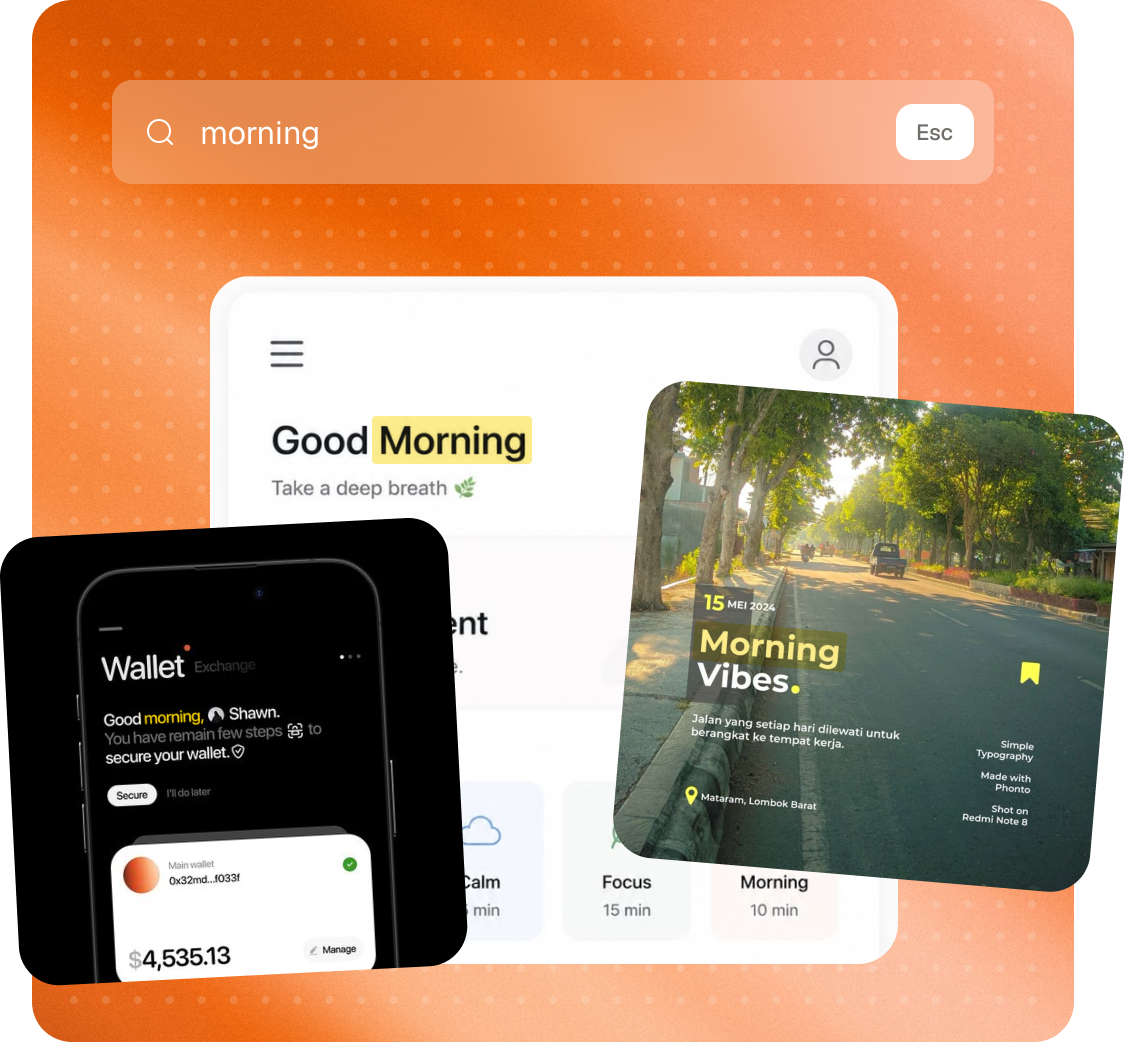 morning
Esc
Good Morning
Take a deep breath
Calm
min
Focus
15 min
Morning
10 min
Wallet
Exchange
Good morning, Shawn.
You have remain few steps to
secure your wallet.
Secure
I'll do later
Main wallet
0x32md...f033f
$4,535.13
Manage
15 MEI 2024
Morning
Vibes.
Jalan yang setiap hari dilewati untuk
berangkat ke tempat kerja.
Mataram, Lombok Barat
Simple
Typography
Made with
Phonto
Shot on
Redmi Note 8